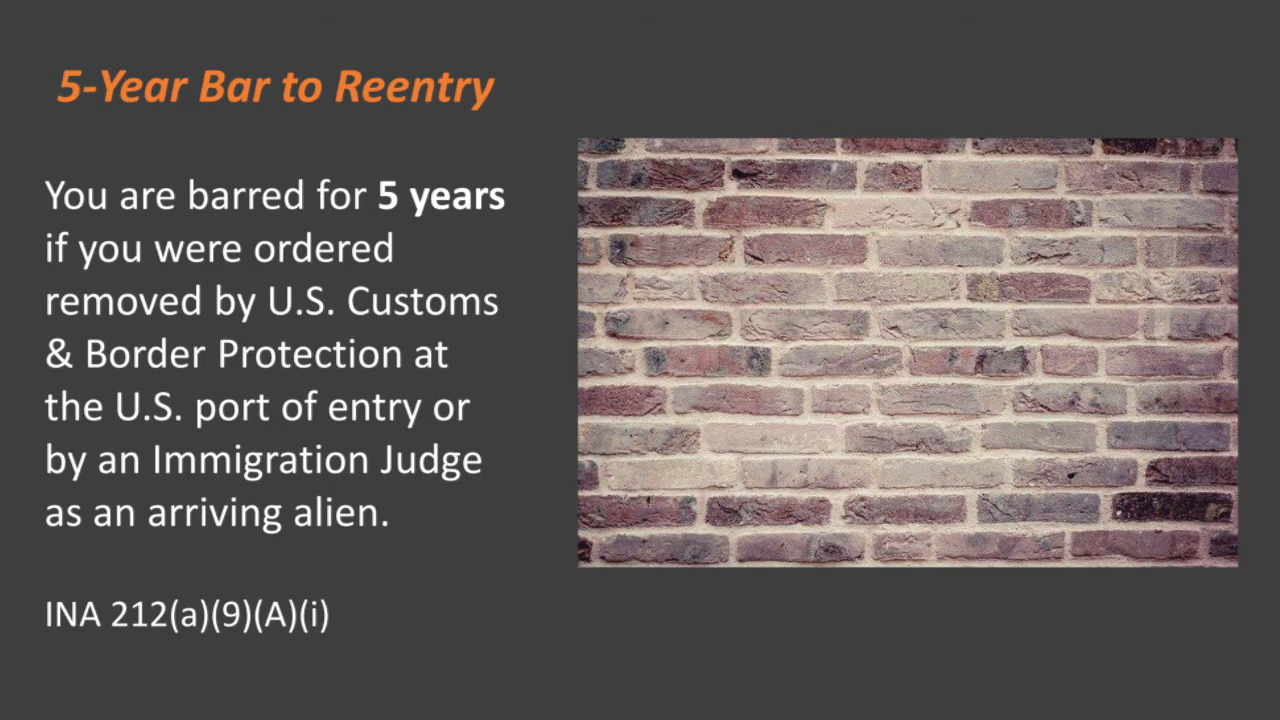 5-Year Bar to Reentry
You are barred for 5 years
if you were ordered
removed by U.S. Customs
& Border Protection at
the U.S. port of entry or
by an Immigration Judge
as an arriving alien.
INA 212(a)(9)(A)(i)